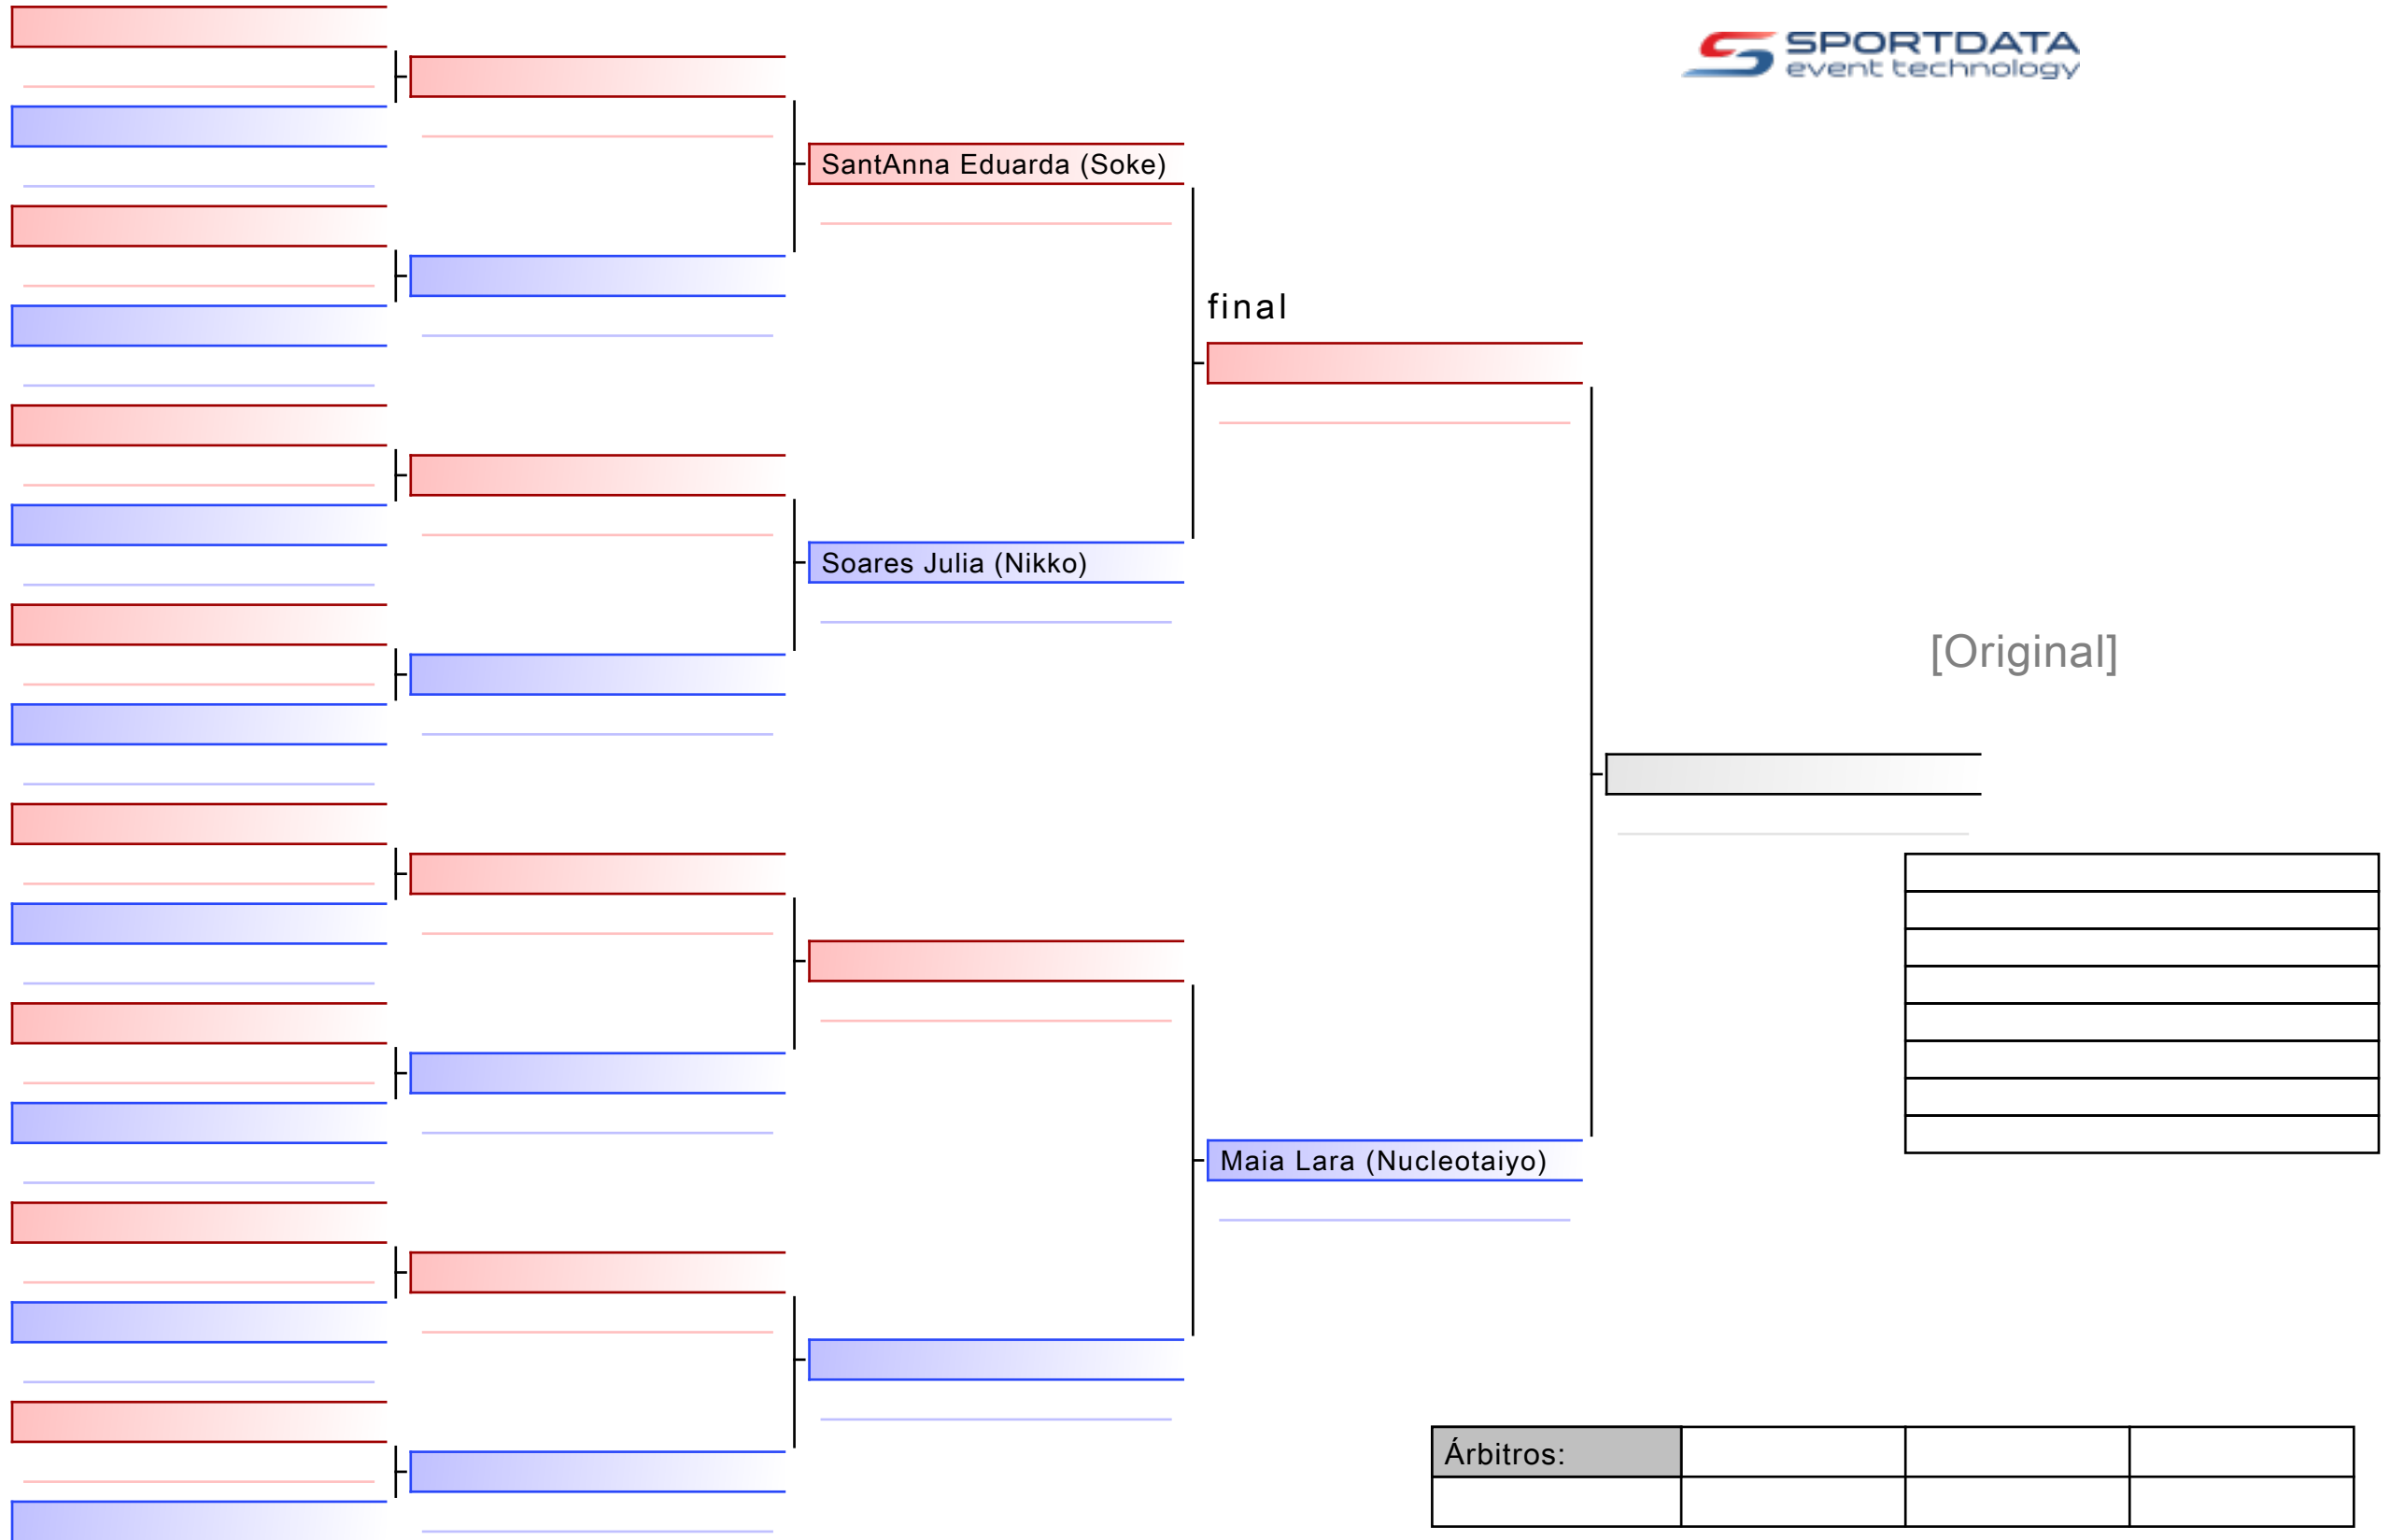 SPORTDATA
event technology
SantAnna Eduarda (Soke)
final
Soares Julia (Nikko)
[Original]
Maia Lara (Nucleotaiyo)
Árbitros: